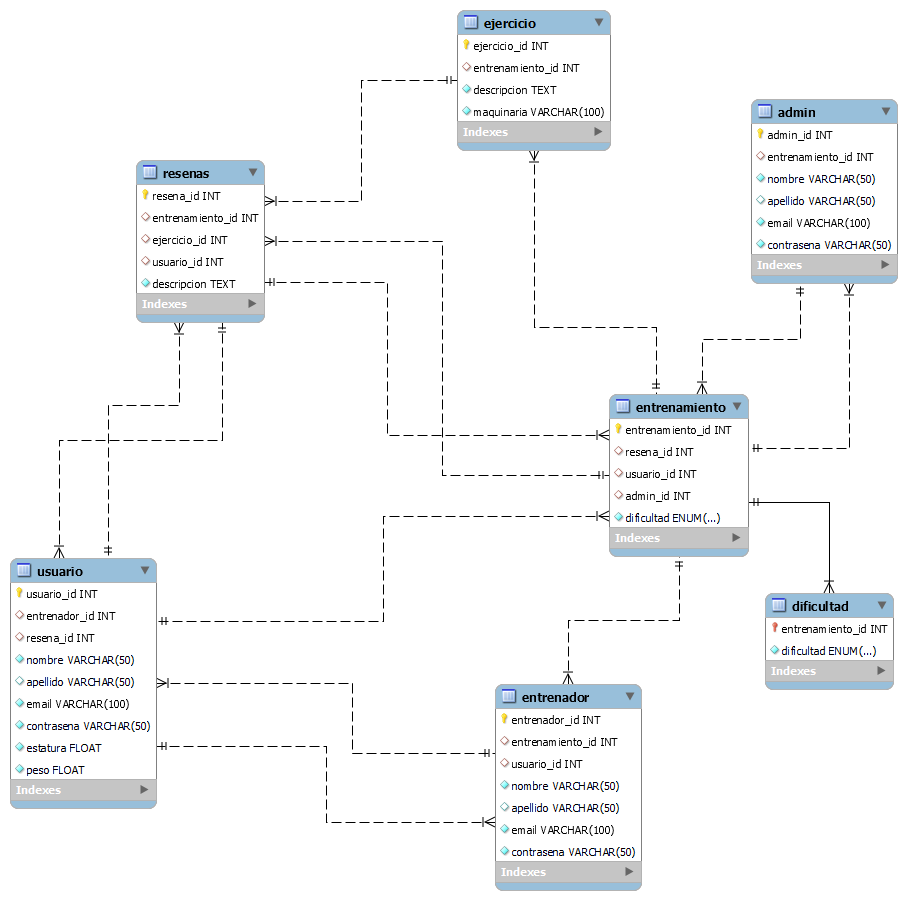 ejercicio
ejercicio_id INT
entrenamiento_id INT
descripcion TEXT
maquinaria VARCHAR(100)
Indexes
admin
admin_id INT
entrenamiento_id INT
nombre VARCHAR(50)
apellido VARCHAR(50)
email VARCHAR(100)
contrasena VARCHAR(50)
Indexes
resenas
resena_id INT
entrenamiento_id INT
ejercicio_id INT
usuario_id INT
descripcion TEXT
Indexes
entrenamiento
entrenamiento_id INT
resena_id INT
usuario_id INT
admin_id INT
dificultad ENUM(...)
Indexes
usuario
usuario_id INT
entrenador_id INT
resena_id INT
nombre VARCHAR(50)
apellido VARCHAR(50)
email VARCHAR(100)
contrasena VARCHAR(50)
estatura FLOAT
peso FLOAT
Indexes
dificultad
entrenamiento_id INT
dificultad ENUM(...)
Indexes
entrenador
entrenador_id INT
entrenamiento_id INT
usuario_id INT
nombre VARCHAR(50)
apellido VARCHAR(50)
email VARCHAR(100)
contrasena VARCHAR(50)
Indexes